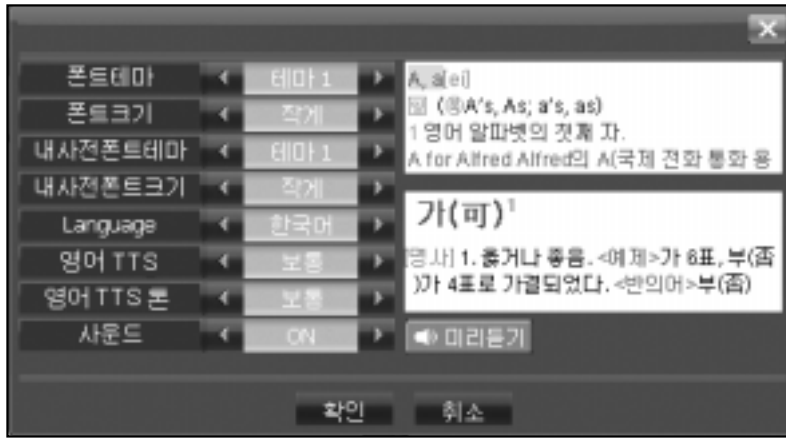 폰트테마 테마 1
폰트크기 작게
내사전폰트테마 테마 1
내사전폰트크기 작게
Language 한국어
영어 TTS 보통
영어 TTS 톤 보통
사운드 ON
A, a[ei]
(A's, As; a's, as)
1 영어 알파벳의 첫째 자.
A for Alfred Alfred의 A(국제 전화 통화 용
가(可)1
[명사] 1. 옳거나 좋음. <예제>가 6표, 부(否
)가 4표로 가결되었다. <반의어>부(否)
미리듣기
확인 취소